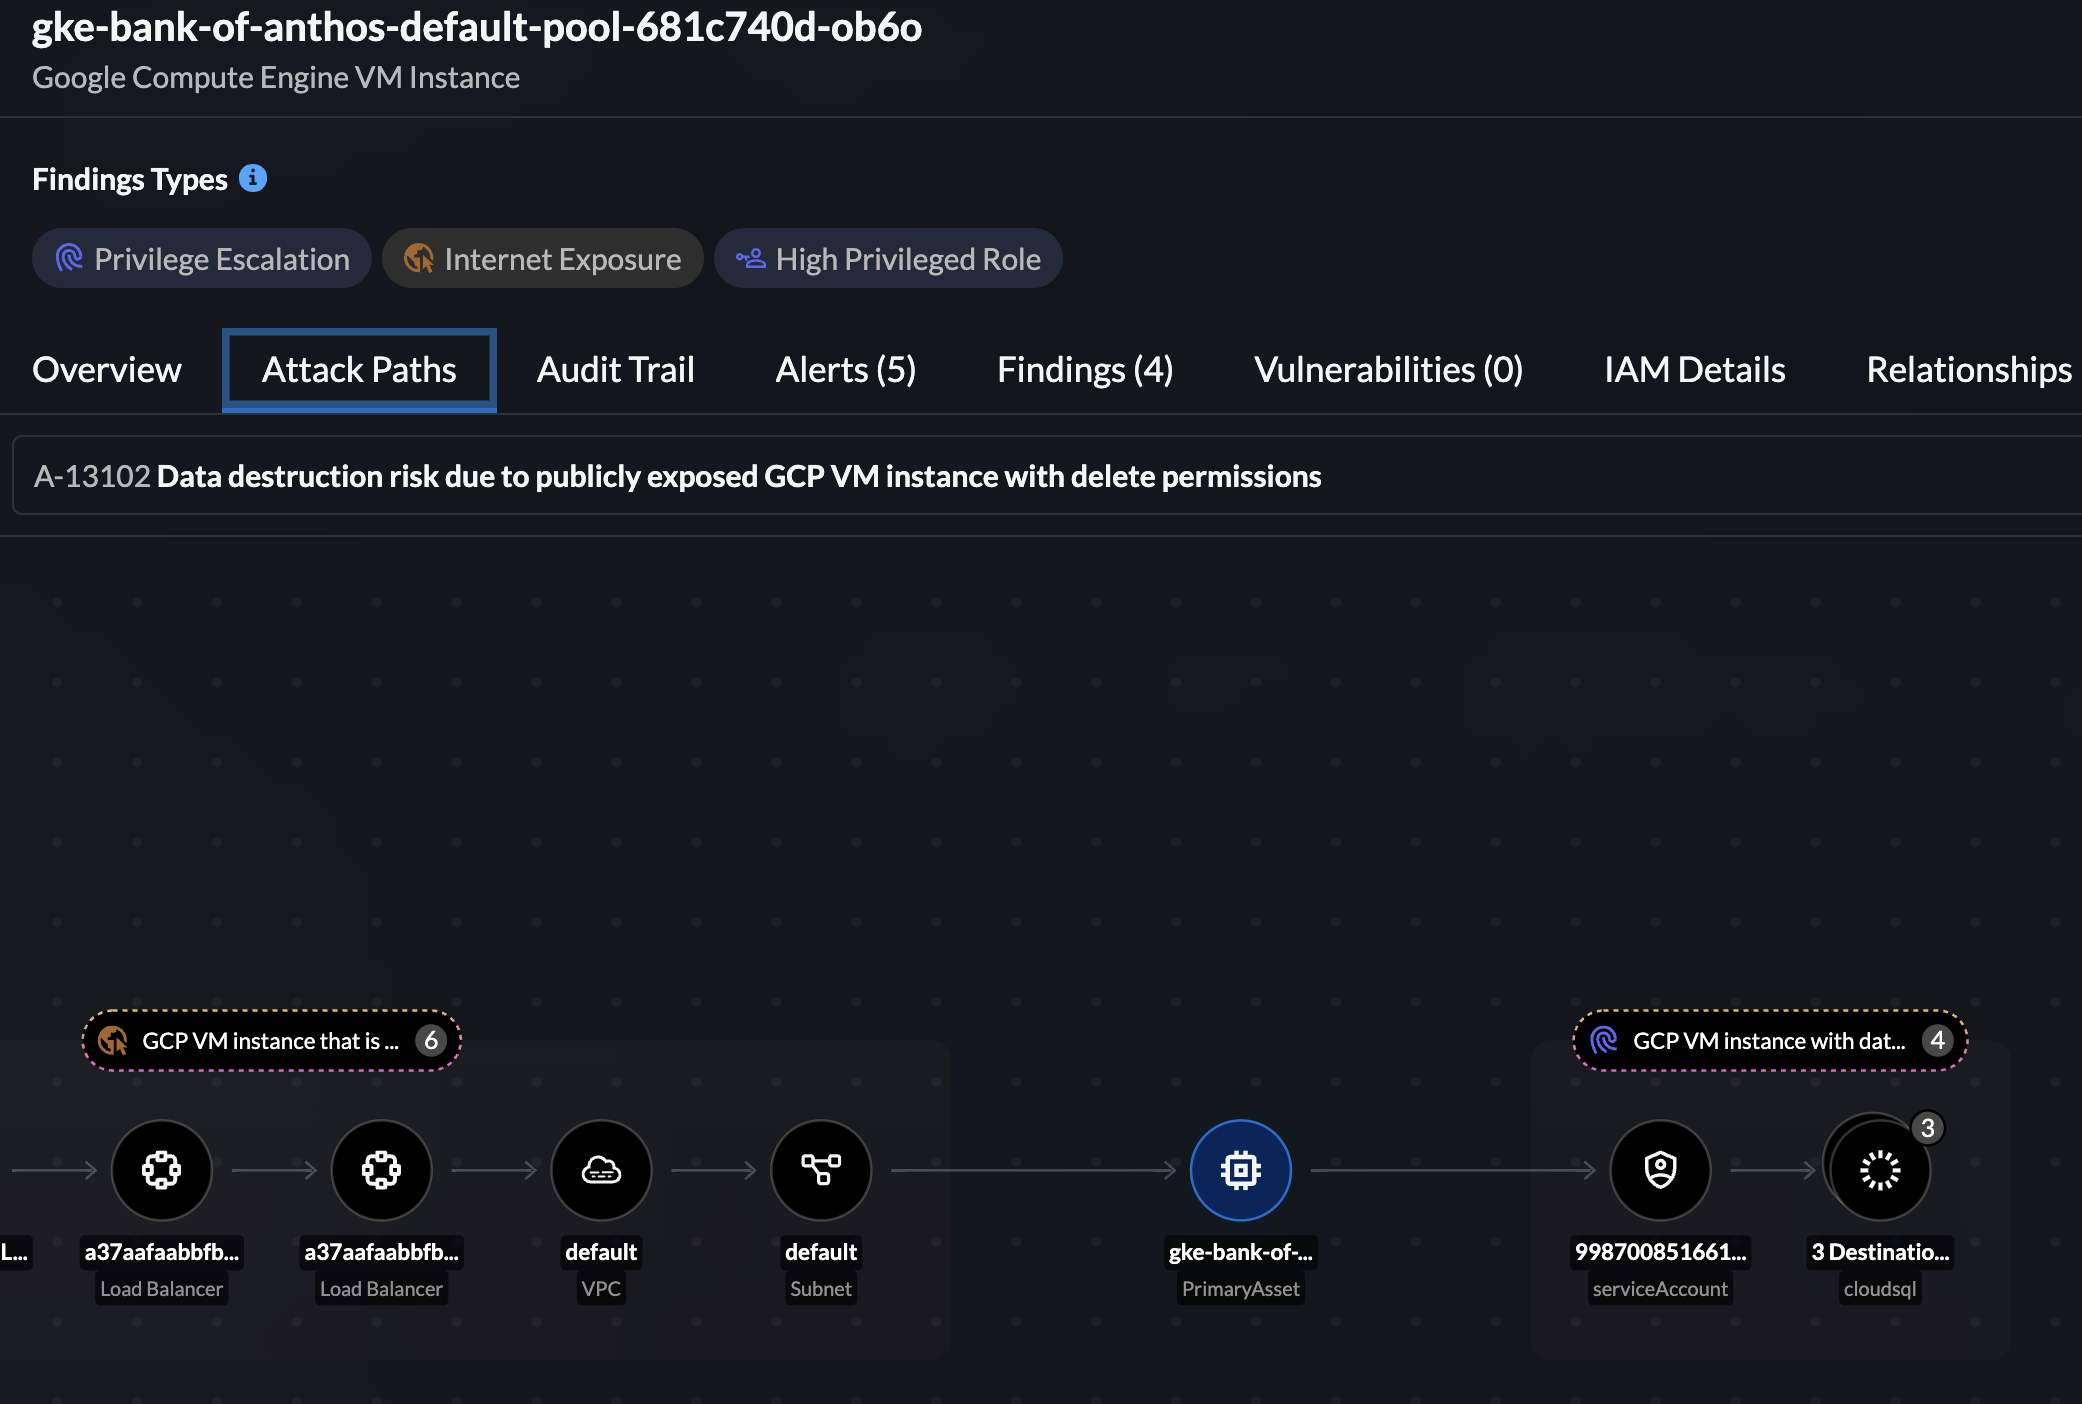 gke-bank-of-anthos-default-pool-681c740d-ob6o
Google Compute Engine VM Instance
Findings Types
Privilege Escalation Internet Exposure High Privileged Role
Overview Attack Paths Audit Trail Alerts (5) Findings (4) Vulnerabilities (0) IAM Details Relationships
A-13102 Data destruction risk due to publicly exposed GCP VM instance with delete permissions
GCP VM instance that is ... 6
GCP VM instance with dat... 4
3
L... a37aafaabbfb... a37aafaabbfb... default default gke-bank-of-... 998700851661... 3 Destinatio...
Load Balancer Load Balancer VPC Subnet PrimaryAsset serviceAccount cloudsql